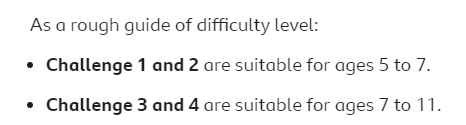 As a rough guide of difficulty level:
• Challenge 1 and 2 are suitable for ages 5 to 7.
• Challenge 3 and 4 are suitable for ages 7 to 11.